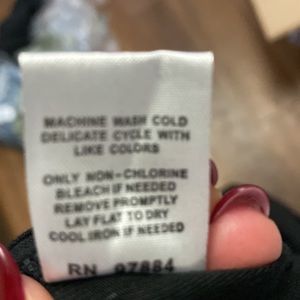 MACHINE WASH COLD
DELICATE CYCLE WITH
LIKE COLORS
ONLY NON-CHLORINE
BLEACH IF NEEDED
REMOVE PROMPTLY
LAY FLAT TO DRY
COOL IRON IF NEEDED
RN 97884